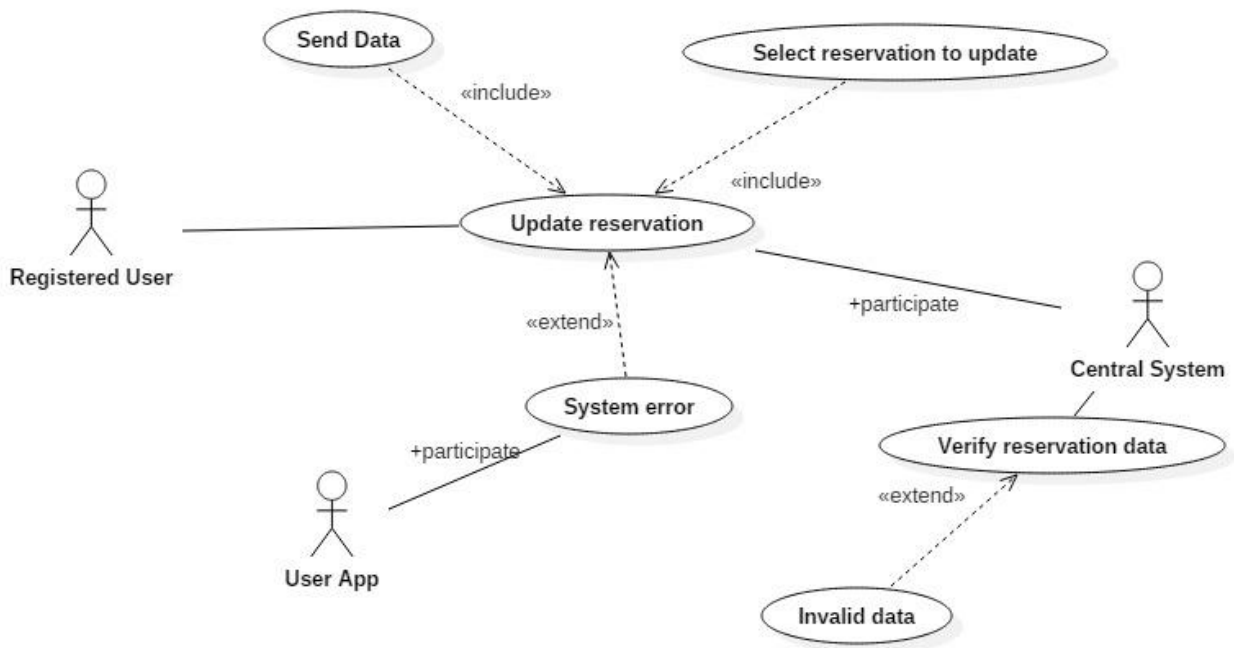 Send Data
Select reservation to update
«include»
«include»
Update reservation
Registered User
+participate
«extend»
Central System
System error
+participate
Verify reservation data
«extend»
User App
Invalid data